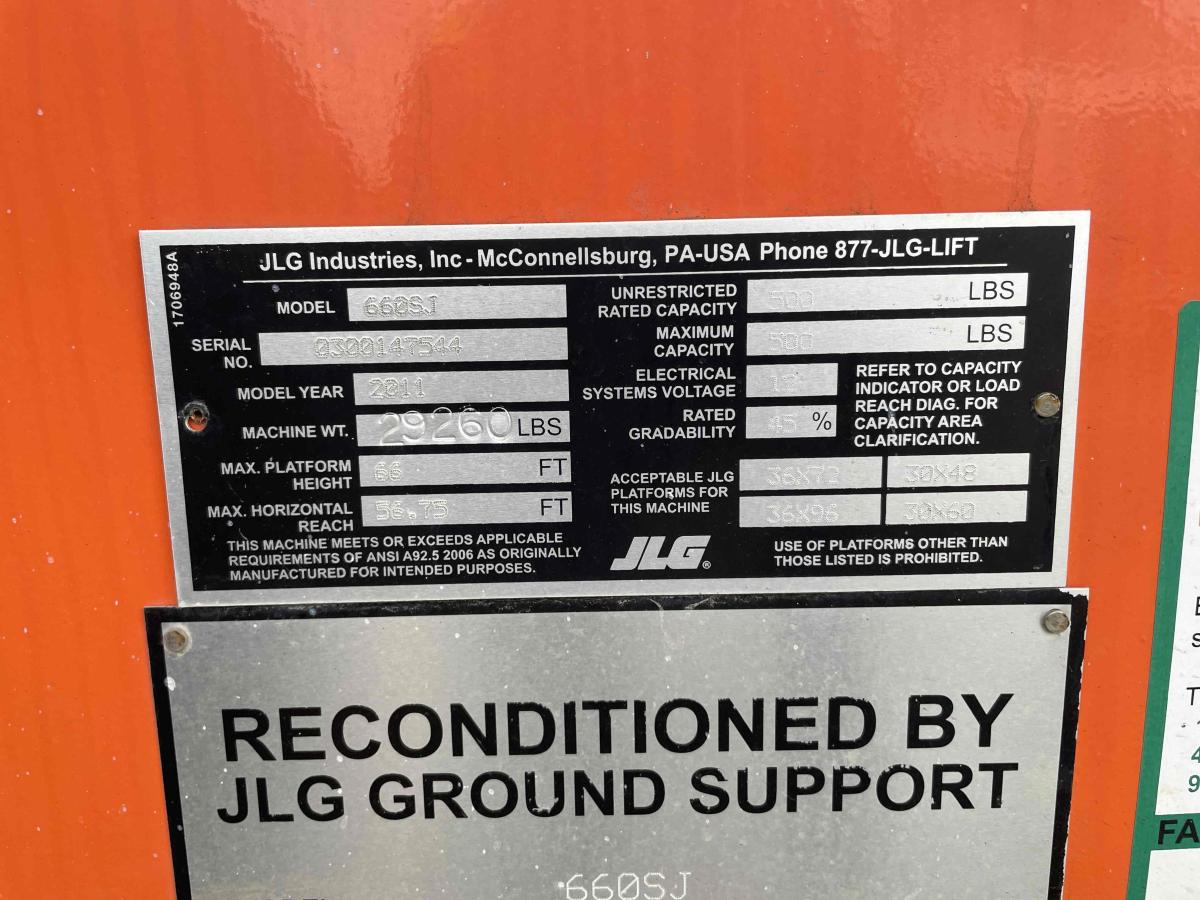 1706948A
JLG Industries, Inc - McConnellsburg, PA-USA Phone 877-JLG-LIFT
MODEL 660SJ
SERIAL NO. 0300147544
MODEL YEAR 2011
MACHINE WT. 29260 LBS
MAX. PLATFORM HEIGHT 66 FT
MAX. HORIZONTAL REACH 56.75 FT
THIS MACHINE MEETS OR EXCEEDS APPLICABLE
REQUIREMENTS OF ANSI A92.5 2006 AS ORIGINALLY
MANUFACTURED FOR INTENDED PURPOSES.
UNRESTRICTED RATED CAPACITY 500 LBS
MAXIMUM CAPACITY 500 LBS
ELECTRICAL SYSTEMS VOLTAGE 12
RATED GRADABILITY 45 %
REFER TO CAPACITY
INDICATOR OR LOAD
REACH DIAG. FOR
CAPACITY AREA
CLARIFICATION.
ACCEPTABLE JLG
PLATFORMS FOR
THIS MACHINE
36X72 30X48
36X96 30X60
JLG®
USE OF PLATFORMS OTHER THAN
THOSE LISTED IS PROHIBITED.
RECONDITIONED BY
JLG GROUND SUPPORT
660SJ
FA